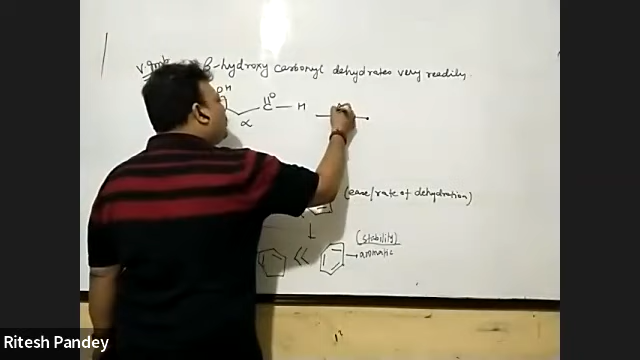 V. Imp β-hydroxy carbonyl dehydrates very readily.
OH O
C — H
α
(ease/rate of dehydration)
↓ (stability)
<< → aromatic
Ritesh Pandey